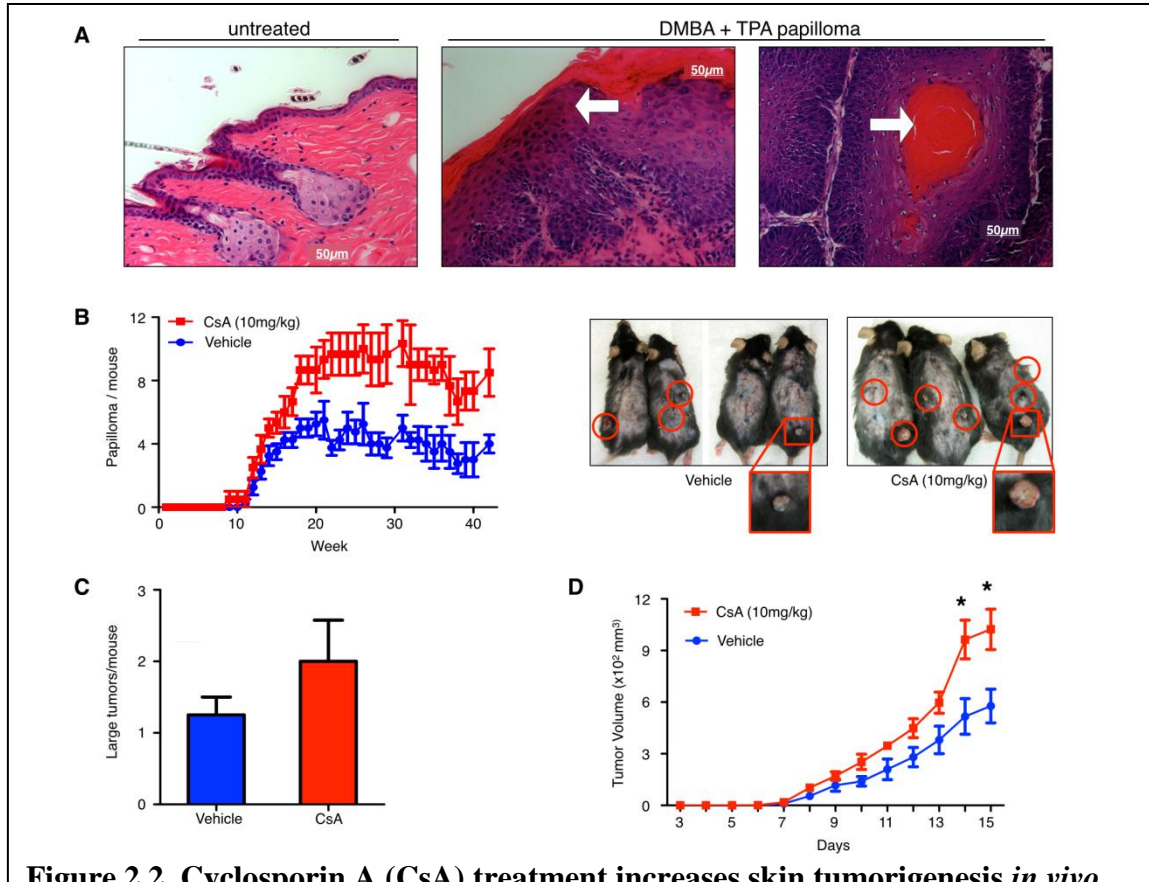 A
untreated
DMBA + TPA papilloma
50µm
50µm
50µm
B
CsA (10mg/kg)
Vehicle
12
8
4
0
Papilloma / mouse
0
10
20
30
40
Week
Vehicle
CsA (10mg/kg)
C
3
2
1
0
Large tumors/mouse
Vehicle
CsA
D
CsA (10mg/kg)
Vehicle
* *
12
9
6
3
0
Tumor Volume (x10² mm³)
3 5 7 9 11 13 15
Days
Figure 2.2. Cyclosporin A (CsA) treatment increases skin tumorigenesis in vivo